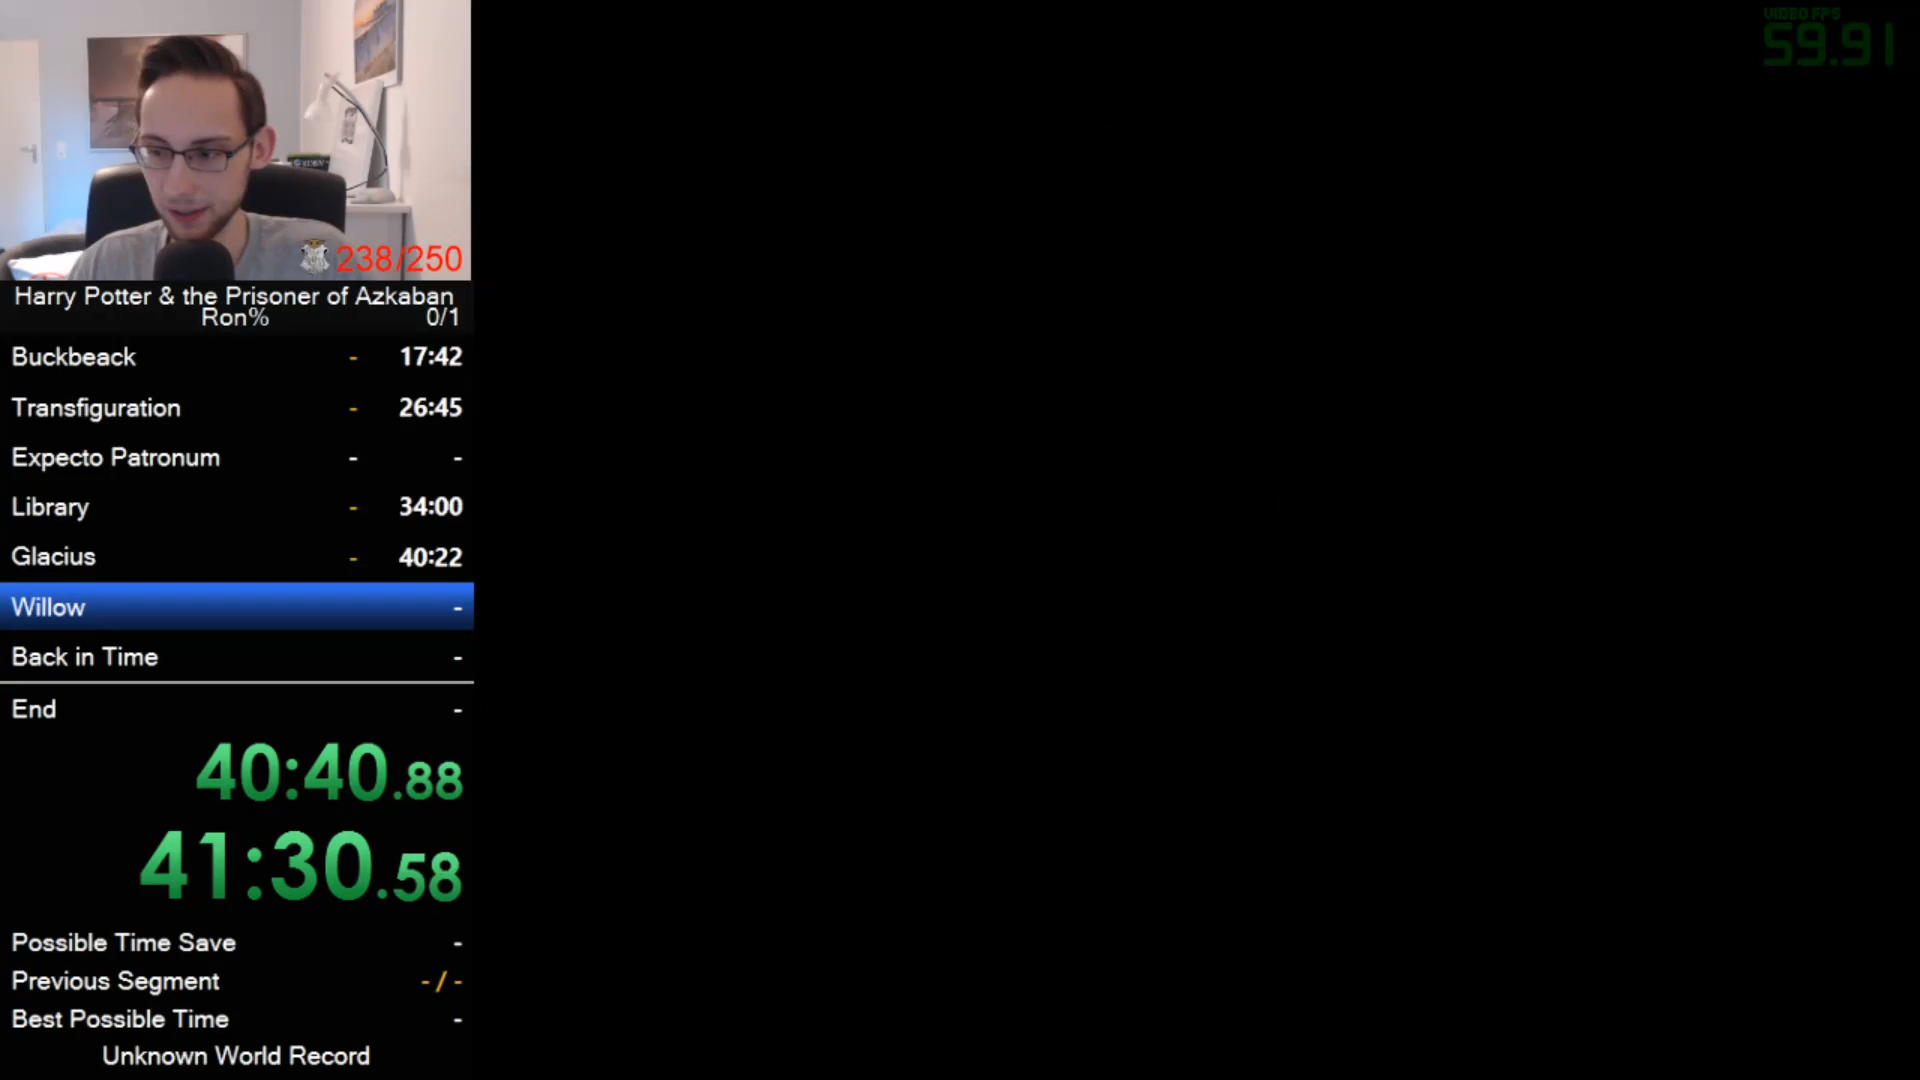 VIDEO FPS
59.91
238/250
Harry Potter & the Prisoner of Azkaban
Ron% 0/1
Buckbeack - 17:42
Transfiguration - 26:45
Expecto Patronum - -
Library - 34:00
Glacius - 40:22
Willow -
Back in Time -
End -
40:40.88
41:30.58
Possible Time Save -
Previous Segment - / -
Best Possible Time -
Unknown World Record